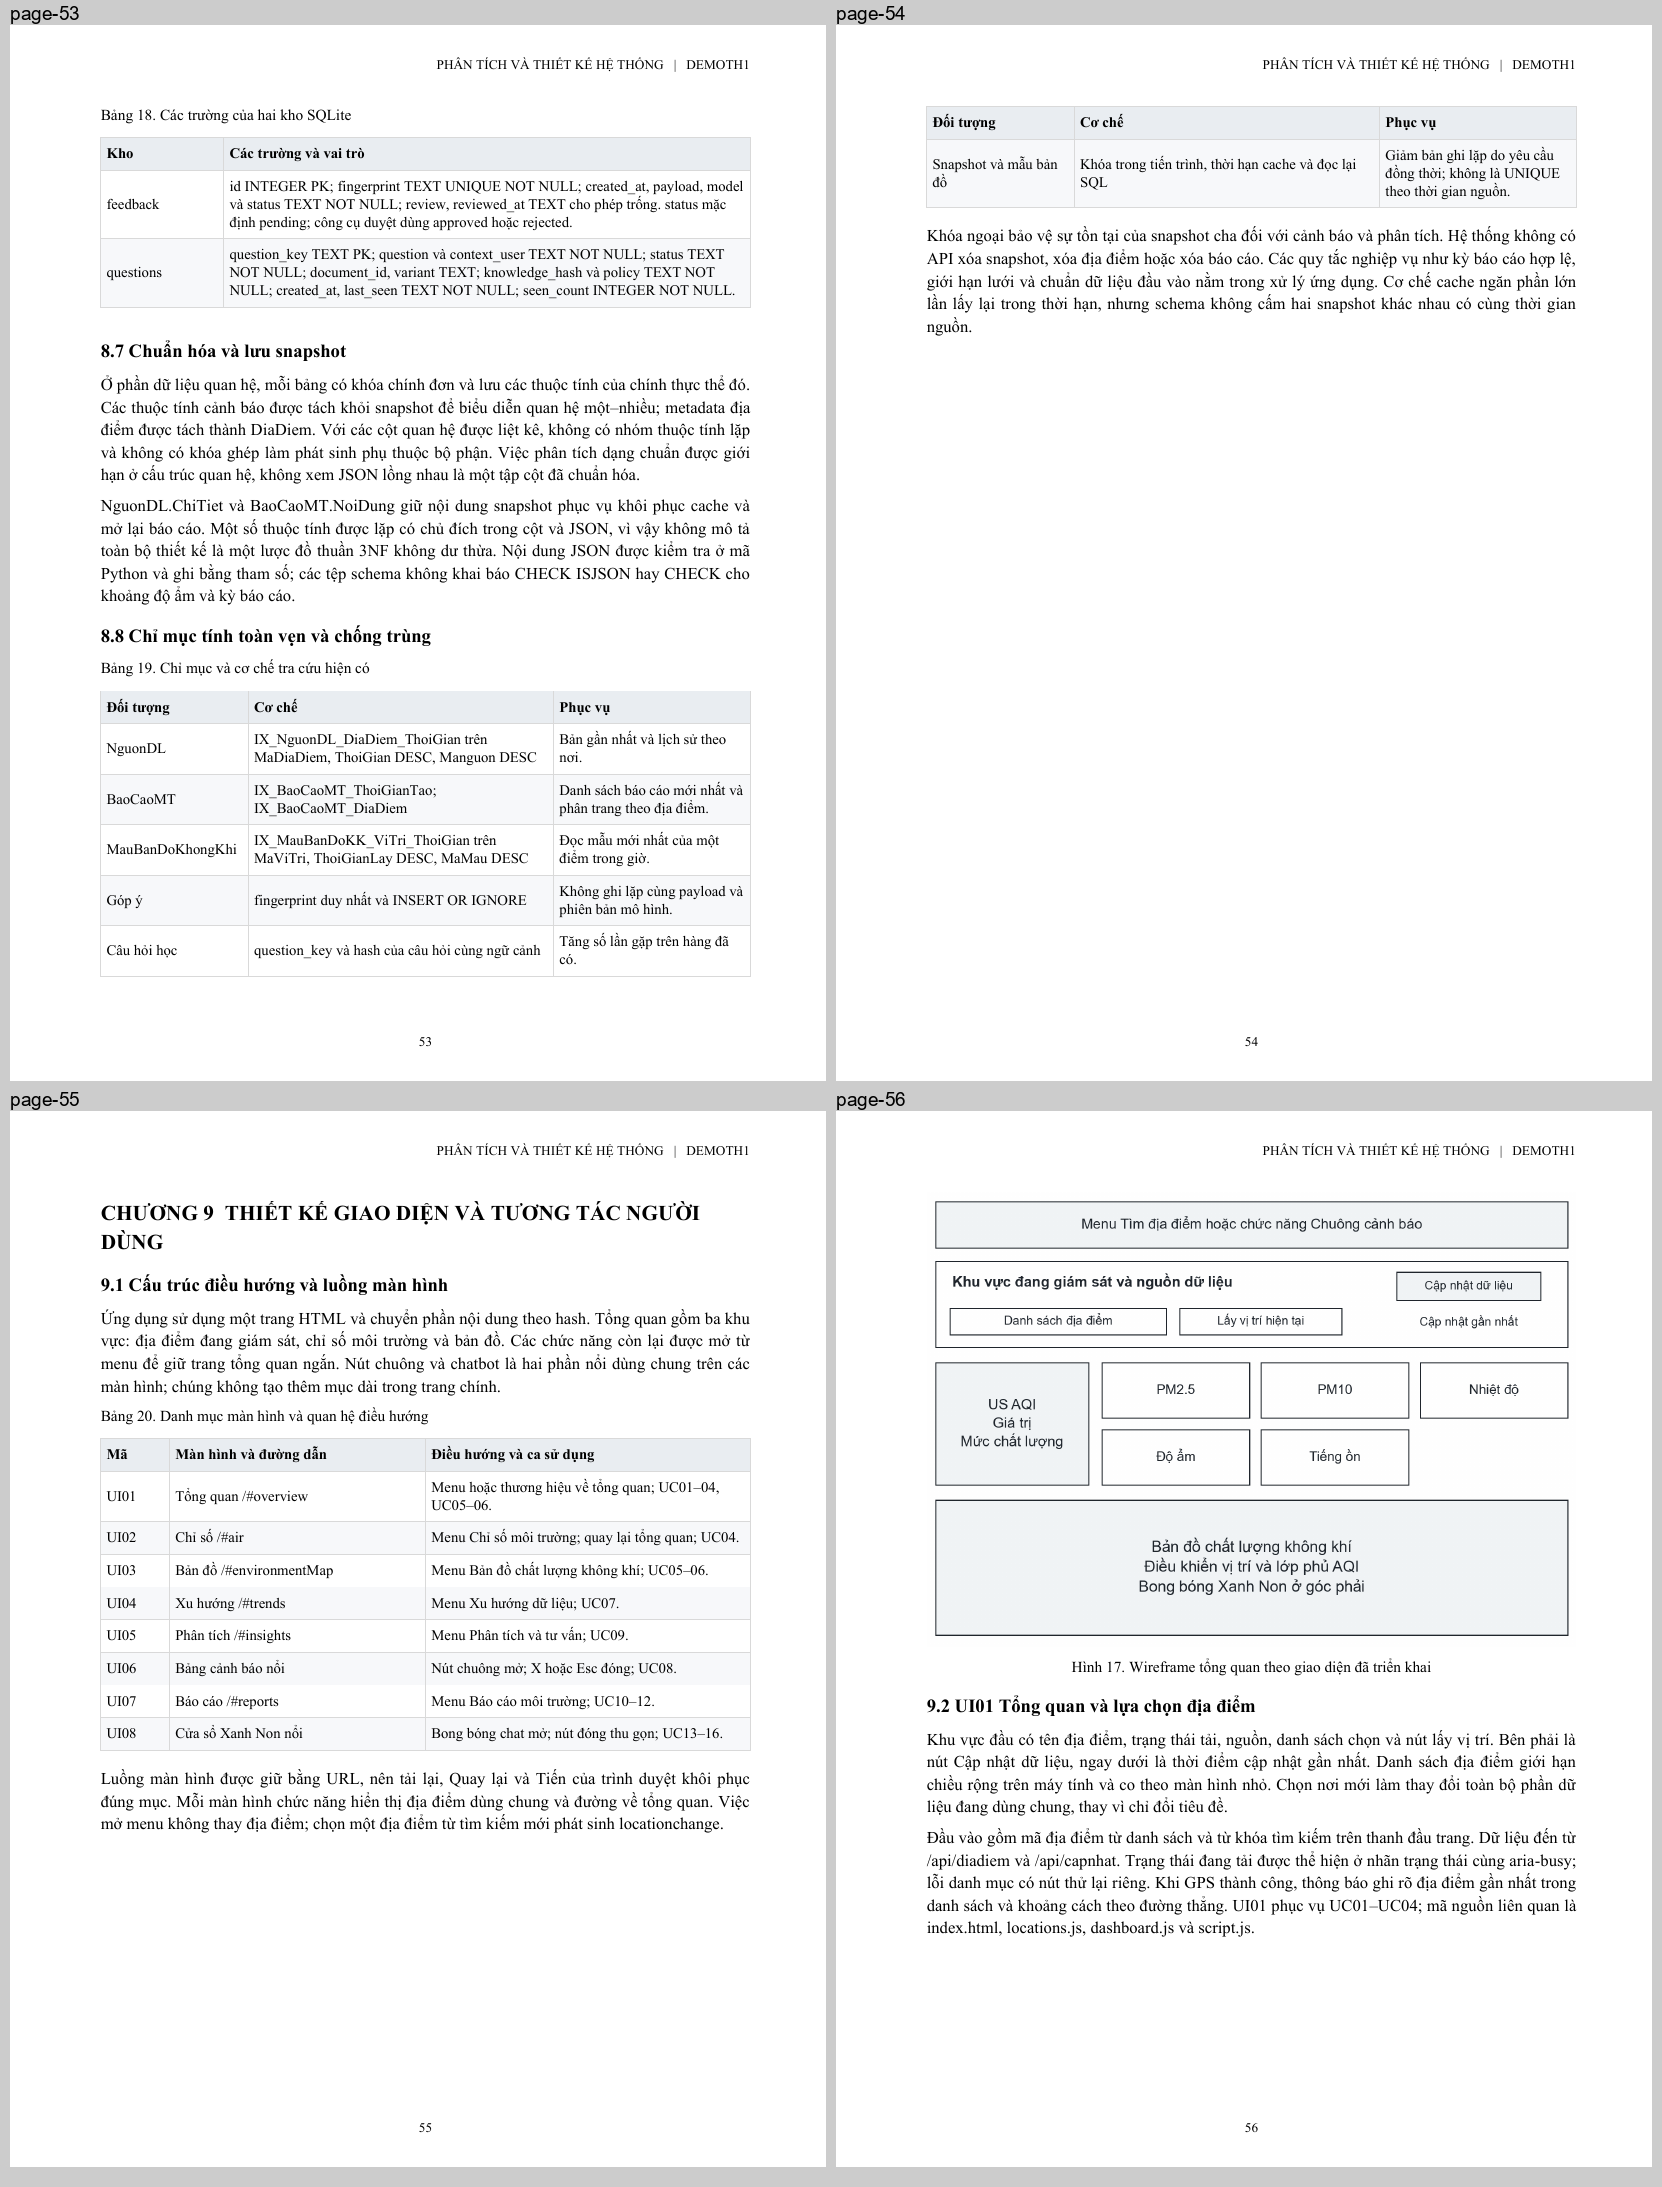 page-53
PHÂN TÍCH VÀ THIẾT KẾ HỆ THỐNG | DEMOTH1
Bảng 18. Các trường của hai kho SQLite
Kho
Các trường và vai trò
feedback
id INTEGER PK; fingerprint TEXT UNIQUE NOT NULL; created_at, payload, model
và status TEXT NOT NULL; review, reviewed_at TEXT cho phép trống. status mặc
định pending; công cụ duyệt dùng approved hoặc rejected.
questions
question_key TEXT PK; question và context_user TEXT NOT NULL; status TEXT
NOT NULL; document_id, variant TEXT; knowledge_hash và policy TEXT NOT
NULL; created_at, last_seen TEXT NOT NULL; seen_count INTEGER NOT NULL.
8.7 Chuẩn hóa và lưu snapshot
Ở phần dữ liệu quan hệ, mỗi bảng có khóa chính đơn và lưu các thuộc tính của chính thực thể đó.
Các thuộc tính cảnh báo được tách khỏi snapshot để biểu diễn quan hệ một–nhiều; metadata địa
điểm được tách thành DiaDiem. Với các cột quan hệ được liệt kê, không có nhóm thuộc tính lặp
và không có khóa ghép làm phát sinh phụ thuộc bộ phận. Việc phân tích dạng chuẩn được giới
hạn ở cấu trúc quan hệ, không xem JSON lồng nhau là một tập cột đã chuẩn hóa.
NguonDL.ChiTiet và BaoCaoMT.NoiDung giữ nội dung snapshot phục vụ khôi phục cache và
mở lại báo cáo. Một số thuộc tính được lặp có chủ đích trong cột và JSON, vì vậy không mô tả
toàn bộ thiết kế là một lược đồ thuần 3NF không dư thừa. Nội dung JSON được kiểm tra ở mã
Python và ghi bằng tham số; các tệp schema không khai báo CHECK ISJSON hay CHECK cho
khoảng độ ẩm và kỳ báo cáo.
8.8 Chỉ mục tính toàn vẹn và chống trùng
Bảng 19. Chỉ mục và cơ chế tra cứu hiện có
Đối tượng
Cơ chế
Phục vụ
NguonDL
IX_NguonDL_DiaDiem_ThoiGian trên
MaDiaDiem, ThoiGian DESC, Manguon DESC
Bản gần nhất và lịch sử theo
nơi.
BaoCaoMT
IX_BaoCaoMT_ThoiGianTao;
IX_BaoCaoMT_DiaDiem
Danh sách báo cáo mới nhất và
phân trang theo địa điểm.
MauBanDoKhongKhi
IX_MauBanDoKK_ViTri_ThoiGian trên
MaViTri, ThoiGianLay DESC, MaMau DESC
Đọc mẫu mới nhất của một
điểm trong giờ.
Góp ý
fingerprint duy nhất và INSERT OR IGNORE
Không ghi lặp cùng payload và
phiên bản mô hình.
Câu hỏi học
question_key và hash của câu hỏi cùng ngữ cảnh
Tăng số lần gặp trên hàng đã
có.
53
page-54
PHÂN TÍCH VÀ THIẾT KẾ HỆ THỐNG | DEMOTH1
Đối tượng
Cơ chế
Phục vụ
Snapshot và mẫu bản
đồ
Khóa trong tiến trình, thời hạn cache và đọc lại
SQL
Giảm bản ghi lặp do yêu cầu
đồng thời; không là UNIQUE
theo thời gian nguồn.
Khóa ngoại bảo vệ sự tồn tại của snapshot cha đối với cảnh báo và phân tích. Hệ thống không có
API xóa snapshot, xóa địa điểm hoặc xóa báo cáo. Các quy tắc nghiệp vụ như kỳ báo cáo hợp lệ,
giới hạn lưới và chuẩn dữ liệu đầu vào nằm trong xử lý ứng dụng. Cơ chế cache ngăn phần lớn
lần lấy lại trong thời hạn, nhưng schema không cấm hai snapshot khác nhau có cùng thời gian
nguồn.
54
page-55
PHÂN TÍCH VÀ THIẾT KẾ HỆ THỐNG | DEMOTH1
CHƯƠNG 9 THIẾT KẾ GIAO DIỆN VÀ TƯƠNG TÁC NGƯỜI
DÙNG
9.1 Cấu trúc điều hướng và luồng màn hình
Ứng dụng sử dụng một trang HTML và chuyển phần nội dung theo hash. Tổng quan gồm ba khu
vực: địa điểm đang giám sát, chỉ số môi trường và bản đồ. Các chức năng còn lại được mở từ
menu để giữ trang tổng quan ngắn. Nút chuông và chatbot là hai phần nổi dùng chung trên các
màn hình; chúng không tạo thêm mục dài trong trang chính.
Bảng 20. Danh mục màn hình và quan hệ điều hướng
Mã
Màn hình và đường dẫn
Điều hướng và ca sử dụng
UI01
Tổng quan /#overview
Menu hoặc thương hiệu về tổng quan; UC01–04,
UC05–06.
UI02
Chỉ số /#air
Menu Chỉ số môi trường; quay lại tổng quan; UC04.
UI03
Bản đồ /#environmentMap
Menu Bản đồ chất lượng không khí; UC05–06.
UI04
Xu hướng /#trends
Menu Xu hướng dữ liệu; UC07.
UI05
Phân tích /#insights
Menu Phân tích và tư vấn; UC09.
UI06
Bảng cảnh báo nổi
Nút chuông mở; X hoặc Esc đóng; UC08.
UI07
Báo cáo /#reports
Menu Báo cáo môi trường; UC10–12.
UI08
Cửa sổ Xanh Non nổi
Bong bóng chat mở; nút đóng thu gọn; UC13–16.
Luồng màn hình được giữ bằng URL, nên tải lại, Quay lại và Tiến của trình duyệt khôi phục
đúng mục. Mỗi màn hình chức năng hiển thị địa điểm dùng chung và đường về tổng quan. Việc
mở menu không thay địa điểm; chọn một địa điểm từ tìm kiếm mới phát sinh locationchange.
55
page-56
PHÂN TÍCH VÀ THIẾT KẾ HỆ THỐNG | DEMOTH1
Menu Tìm địa điểm hoặc chức năng Chuông cảnh báo
Khu vực đang giám sát và nguồn dữ liệu
Cập nhật dữ liệu
Danh sách địa điểm
Lấy vị trí hiện tại
Cập nhật gần nhất
US AQI
Giá trị
Mức chất lượng
PM2.5
PM10
Nhiệt độ
Độ ẩm
Tiếng ồn
Bản đồ chất lượng không khí
Điều khiển vị trí và lớp phủ AQI
Bong bóng Xanh Non ở góc phải
Hình 17. Wireframe tổng quan theo giao diện đã triển khai
9.2 UI01 Tổng quan và lựa chọn địa điểm
Khu vực đầu có tên địa điểm, trạng thái tải, nguồn, danh sách chọn và nút lấy vị trí. Bên phải là
nút Cập nhật dữ liệu, ngay dưới là thời điểm cập nhật gần nhất. Danh sách địa điểm giới hạn
chiều rộng trên máy tính và co theo màn hình nhỏ. Chọn nơi mới làm thay đổi toàn bộ phần dữ
liệu đang dùng chung, thay vì chỉ đổi tiêu đề.
Đầu vào gồm mã địa điểm từ danh sách và từ khóa tìm kiếm trên thanh đầu trang. Dữ liệu đến từ
/api/diadiem và /api/capnhat. Trạng thái đang tải được thể hiện ở nhãn trạng thái cùng aria-busy;
lỗi danh mục có nút thử lại riêng. Khi GPS thành công, thông báo ghi rõ địa điểm gần nhất trong
danh sách và khoảng cách theo đường thẳng. UI01 phục vụ UC01–UC04; mã nguồn liên quan là
index.html, locations.js, dashboard.js và script.js.
56